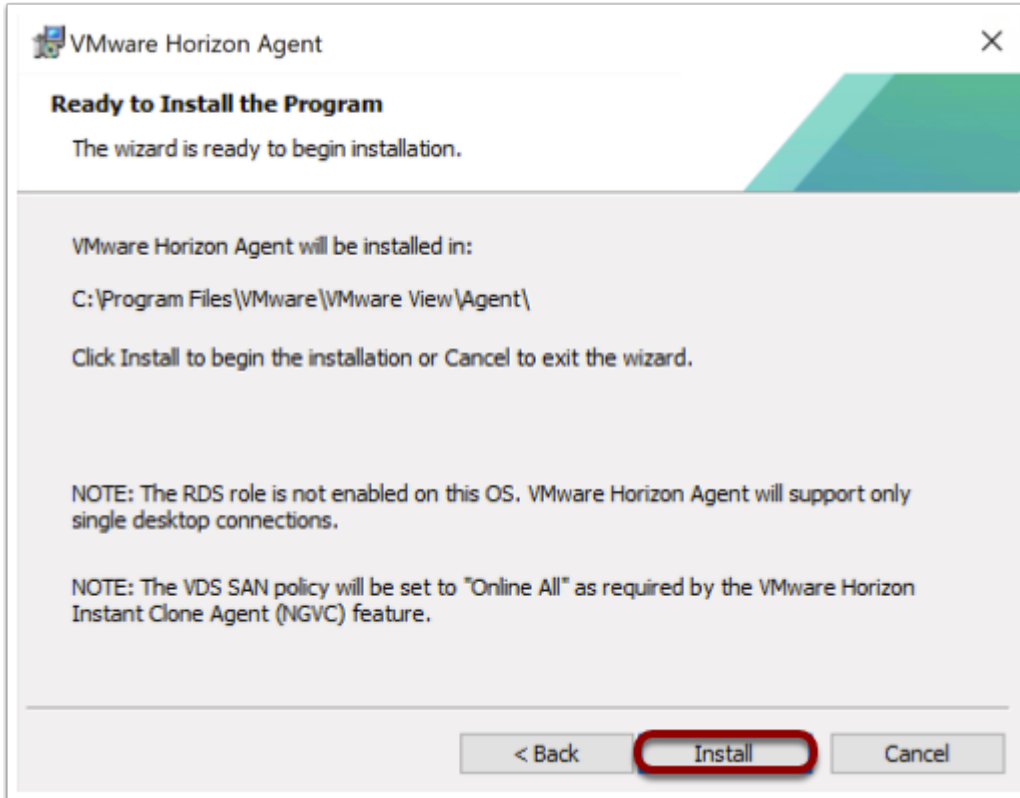 VMware Horizon Agent
Ready to Install the Program
The wizard is ready to begin installation.
VMware Horizon Agent will be installed in:
C:\Program Files\VMware\VMware View\Agent\
Click Install to begin the installation or Cancel to exit the wizard.
NOTE: The RDS role is not enabled on this OS. VMware Horizon Agent will support only
single desktop connections.
NOTE: The VDS SAN policy will be set to "Online All" as required by the VMware Horizon
Instant Clone Agent (NGVC) feature.
< Back Install Cancel